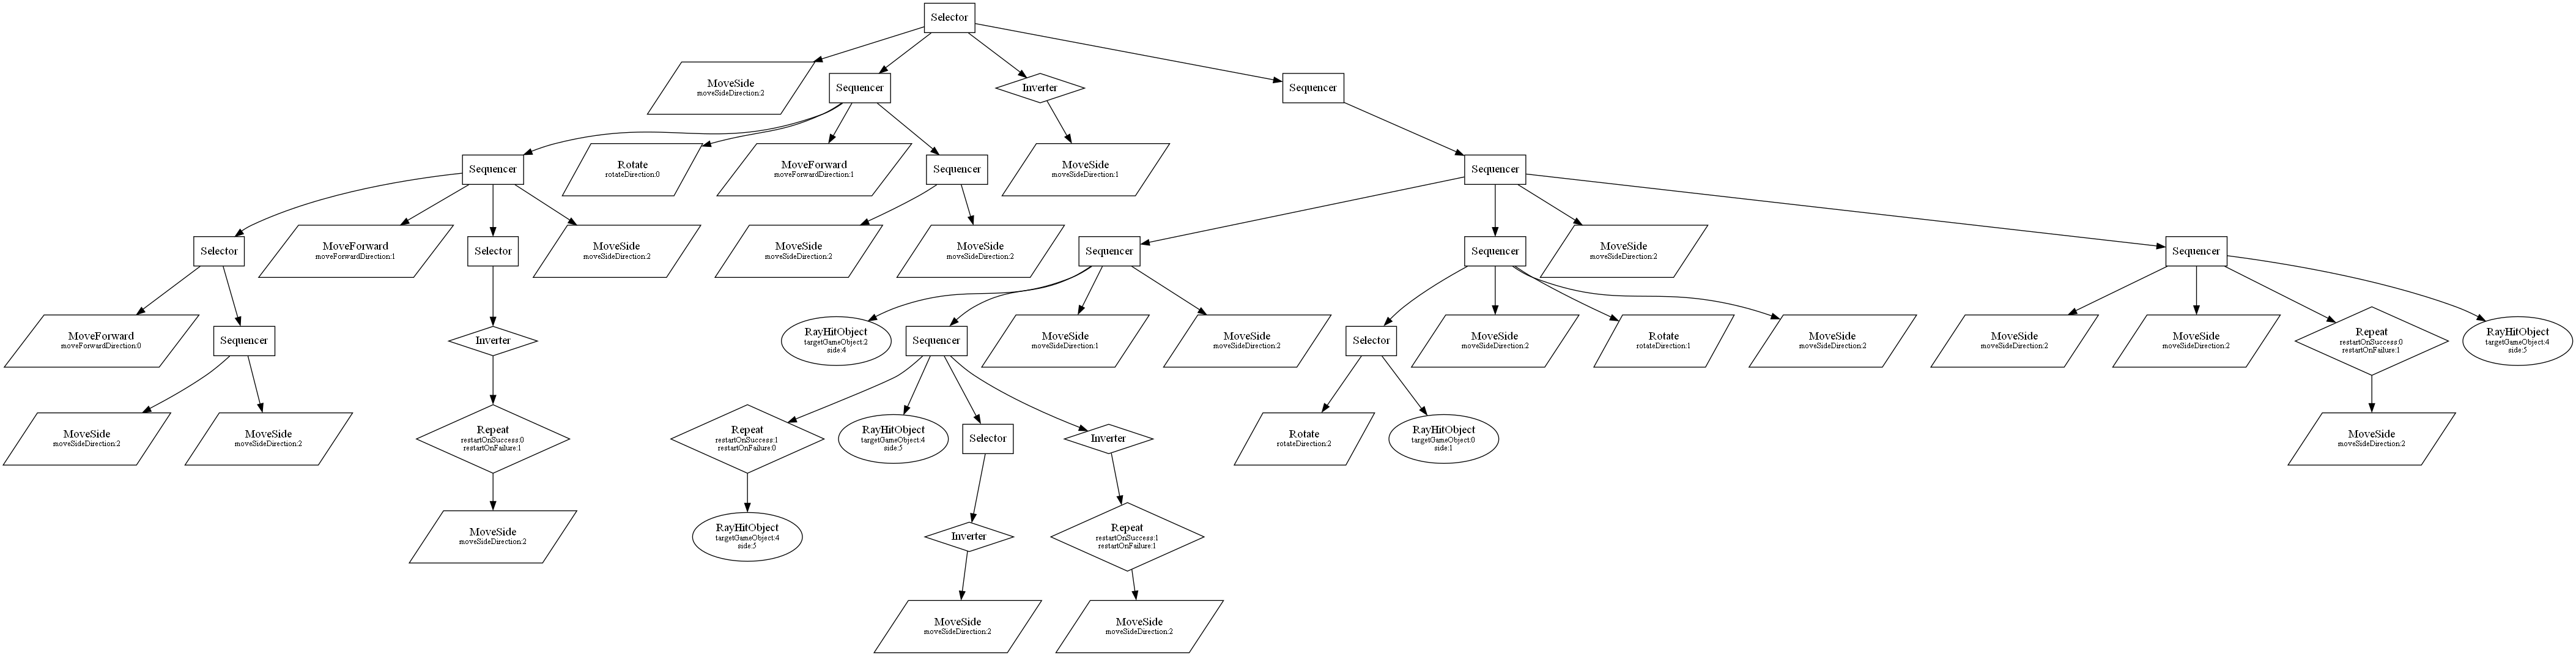 Selector
MoveSide
moveSideDirection:2
Sequencer
Inverter
Sequencer
Sequencer
Rotate
rotateDirection:0
MoveForward
moveForwardDirection:1
Sequencer
MoveSide
moveSideDirection:1
Sequencer
Selector
MoveForward
moveForwardDirection:1
Selector
MoveSide
moveSideDirection:2
MoveSide
moveSideDirection:2
MoveSide
moveSideDirection:2
Sequencer
Sequencer
MoveSide
moveSideDirection:2
Sequencer
MoveForward
moveForwardDirection:0
Sequencer
Inverter
RayHitObject
targetGameObject:2
side:4
Sequencer
MoveSide
moveSideDirection:1
MoveSide
moveSideDirection:2
Selector
MoveSide
moveSideDirection:2
Rotate
rotateDirection:1
MoveSide
moveSideDirection:2
MoveSide
moveSideDirection:2
MoveSide
moveSideDirection:2
Repeat
restartOnSuccess:0
restartOnFailure:1
RayHitObject
targetGameObject:4
side:5
MoveSide
moveSideDirection:2
MoveSide
moveSideDirection:2
Repeat
restartOnSuccess:0
restartOnFailure:1
Repeat
restartOnSuccess:1
restartOnFailure:0
RayHitObject
targetGameObject:4
side:5
Selector
Inverter
Rotate
rotateDirection:2
RayHitObject
targetGameObject:0
side:1
MoveSide
moveSideDirection:2
MoveSide
moveSideDirection:2
RayHitObject
targetGameObject:4
side:5
Inverter
Repeat
restartOnSuccess:1
restartOnFailure:1
MoveSide
moveSideDirection:2
MoveSide
moveSideDirection:2